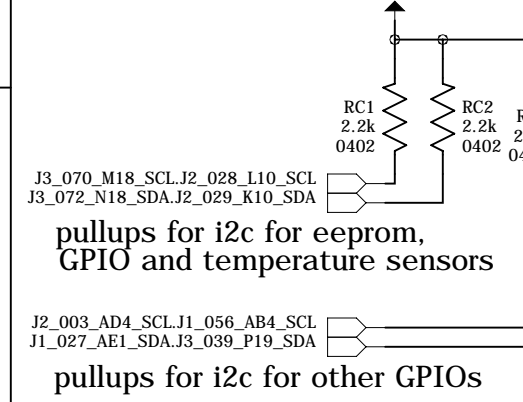 RC1
2.2k
0402
RC2
2.2k
0402
J3_070_M18_SCL.J2_028_L10_SCL
J3_072_N18_SDA.J2_029_K10_SDA
pullups for i2c for eeprom,
GPIO and temperature sensors
J2_003_AD4_SCL.J1_056_AB4_SCL
J1_027_AE1_SDA.J3_039_P19_SDA
pullups for i2c for other GPIOs